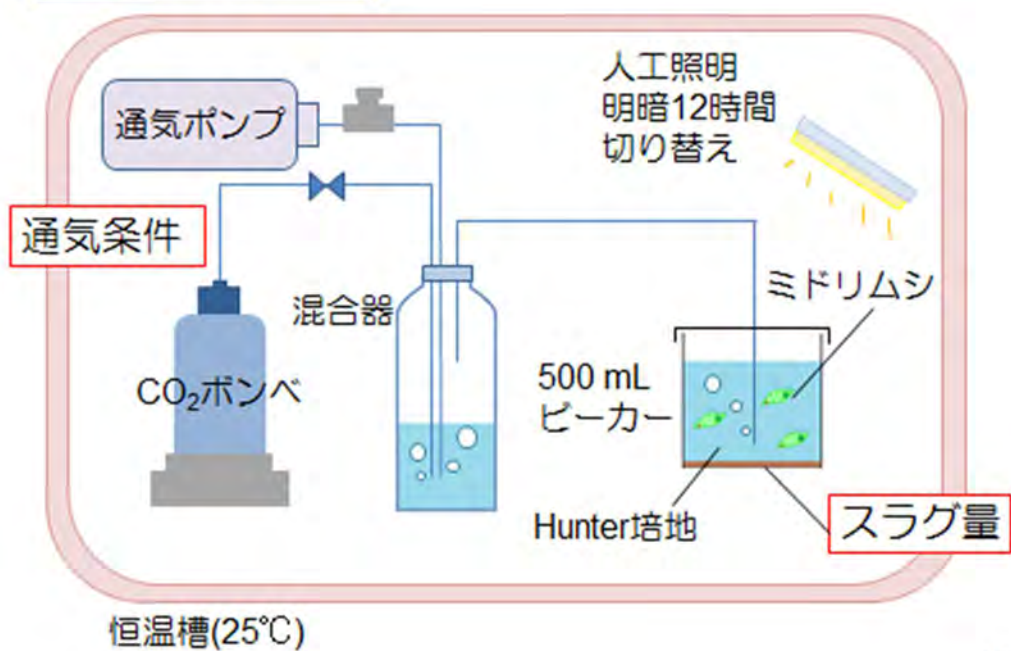 人工照明
明暗12時間
切り替え
通気ポンプ
通気条件
ミドリムシ
混合器
CO₂ボンベ
500 mL
ビーカー
Hunter培地
スラグ量
恒温槽(25℃)